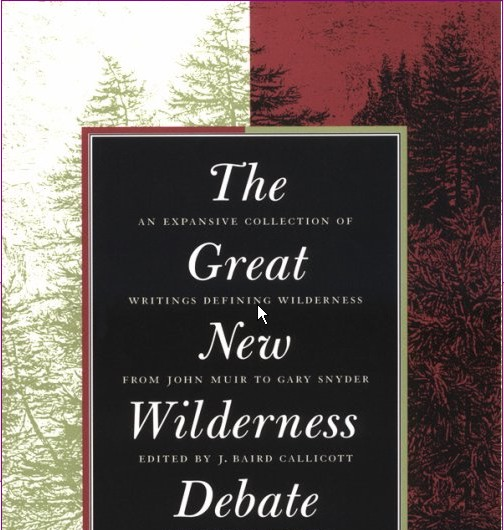 The
AN EXPANSIVE COLLECTION OF
Great
WRITINGS DEFINING WILDERNESS
New
FROM JOHN MUIR TO GARY SNYDER
Wilderness
EDITED BY J. BAIRD CALLICOTT
Debate